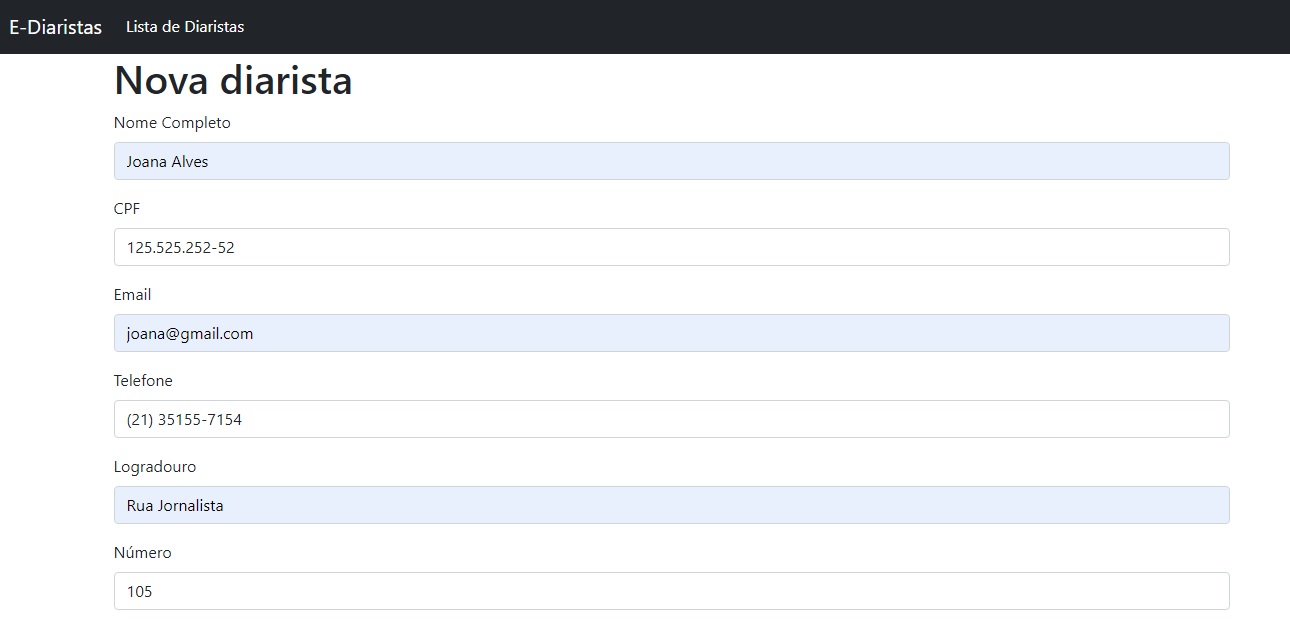 E-Diaristas Lista de Diaristas
Nova diarista
Nome Completo
Joana Alves
CPF
125.525.252-52
Email
joana@gmail.com
Telefone
(21) 35155-7154
Logradouro
Rua Jornalista
Número
105